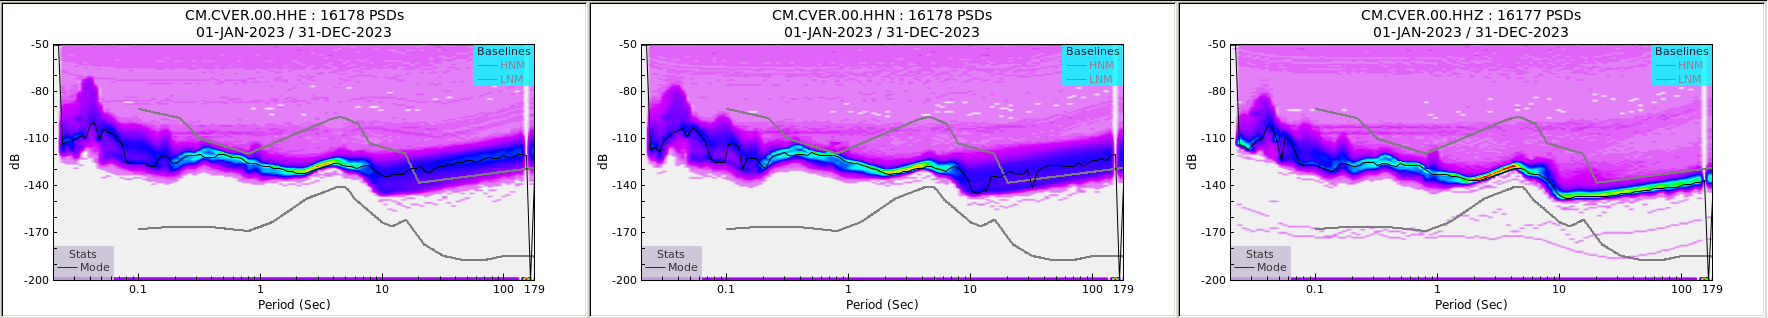 CM.CVER.00.HHE : 16178 PSDs
01-JAN-2023 / 31-DEC-2023
-50
-80
-110
-140
-170
-200
dB
Baselines
HNM
LNM
Stats
Mode
0.1
1
10
100
179
Period (Sec)
CM.CVER.00.HHN : 16178 PSDs
01-JAN-2023 / 31-DEC-2023
-50
-80
-110
-140
-170
-200
dB
Baselines
HNM
LNM
Stats
Mode
0.1
1
10
100
179
Period (Sec)
CM.CVER.00.HHZ : 16177 PSDs
01-JAN-2023 / 31-DEC-2023
-50
-80
-110
-140
-170
-200
dB
Baselines
HNM
LNM
Stats
Mode
0.1
1
10
100
179
Period (Sec)